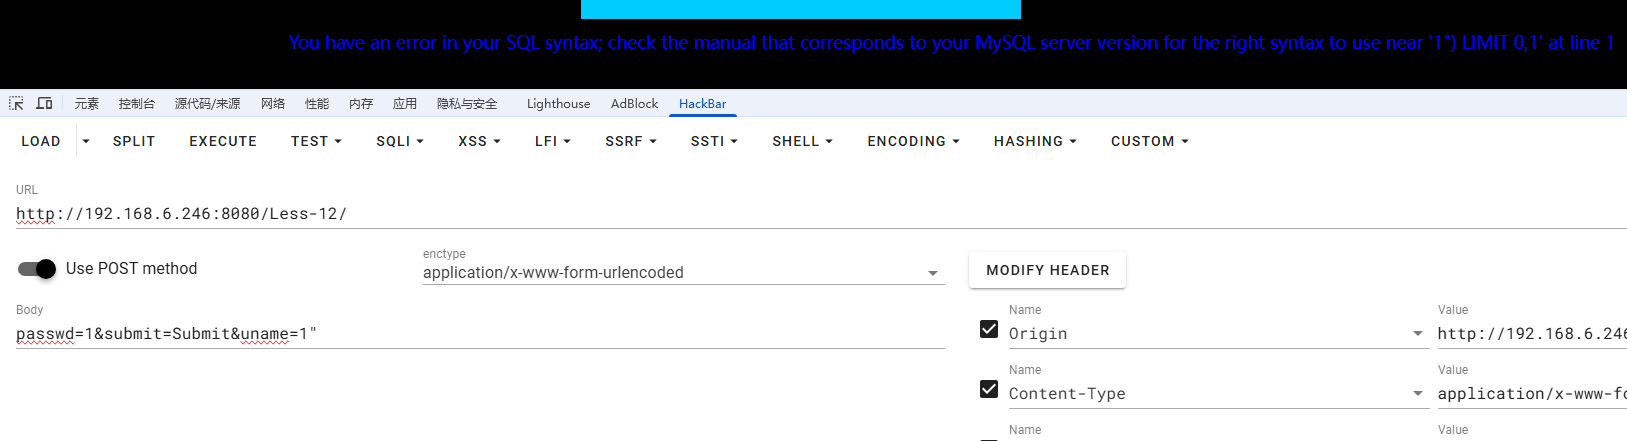 You have an error in your SQL syntax; check the manual that corresponds to your MySQL server version for the right syntax to use near '1") LIMIT 0,1' at line 1
元素 控制台 源代码/来源 网络 性能 内存 应用 隐私与安全 Lighthouse AdBlock HackBar
LOAD SPLIT EXECUTE TEST SQLI XSS LFI SSRF SSTI SHELL ENCODING HASHING CUSTOM
URL
http://192.168.6.246:8080/Less-12/
Use POST method
enctype
application/x-www-form-urlencoded
MODIFY HEADER
Body
passwd=1&submit=Submit&uname=1"
Name Value
Origin http://192.168.6.246
Name Value
Content-Type application/x-www-fo
Name Value